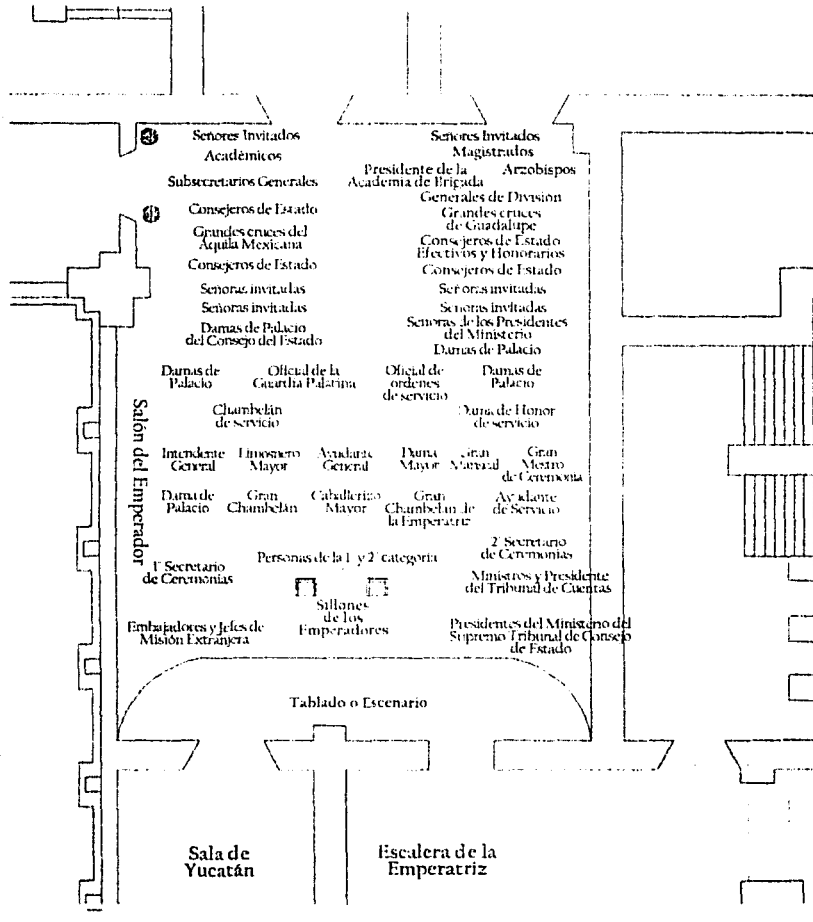 Señores Invitados
Señores Invitados
Académicos
Magistrados
Presidente de la
Academia de Brigada
Arzobispos
Subsecretarios Generales
Generales de División
Consejeros de Estado
Grandes cruces
de Guadalupe
Grandes cruces del
Aquila Mexicana
Consejeros de Estado
Efectivos y Honorarios
Consejeros de Estado
Consejeros de Estado
Señoras invitadas
Señoras invitadas
Señoras invitadas
Señoras invitadas
Damas de Palacio
del Consejo del Estado
Señoras de los Presidentes
del Ministerio
Damas de Palacio
Damas de
Palacio
Oficial de la
Guardia Palatina
Oficial de
ordenes
de servicio
Damas de
Palacio
Chambelán
de servicio
Dama de Honor
de servicio
Salón del Emperador
Intendente
General
Limosnero
Mayor
Ayudante
General
Dama
Mayor
Gran
Mariscal
Gran
Mestro
de Ceremonia
Dama de
Palacio
Gran
Chambelán
Caballerizo
Mayor
Gran
Chambelán de
la Emperatriz
Ayudante
de Servicio
2º Secretario
de Ceremonias
Personas de la 1ª y 2ª categoria
1º Secretario
de Ceremonias
Ministros y Presidente
del Tribunal de Cuentas
Sillones
de los
Emperadores
Embajadores y Jefes de
Misión Extranjera
Presidentes del Ministerio del
Supremo Tribunal de Consejo
de Estado
Tablado o Escenario
Sala de
Yucatán
Escalera de la
Emperatriz